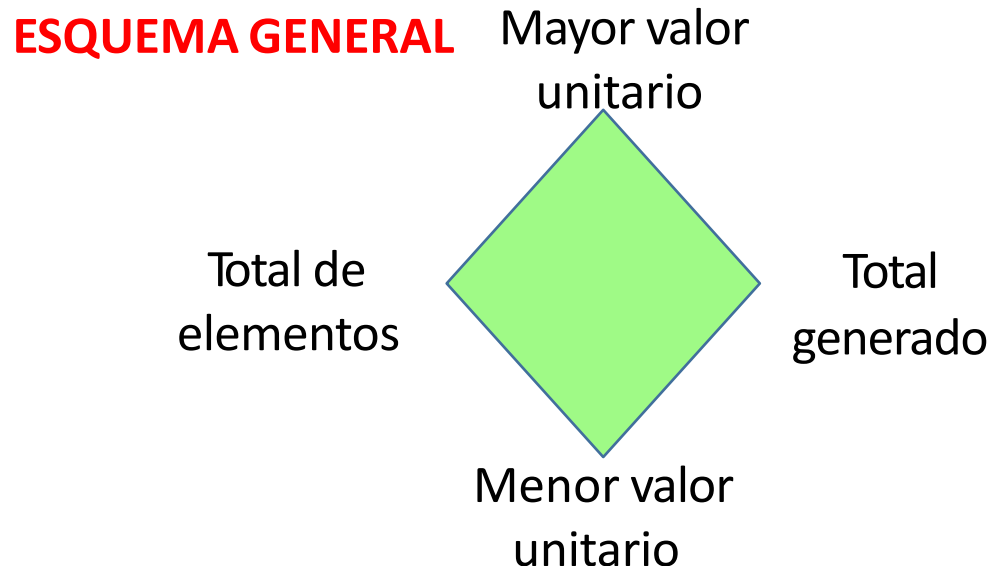 ESQUEMA GENERAL
Mayor valor
unitario
Total de
elementos
Total
generado
Menor valor
unitario